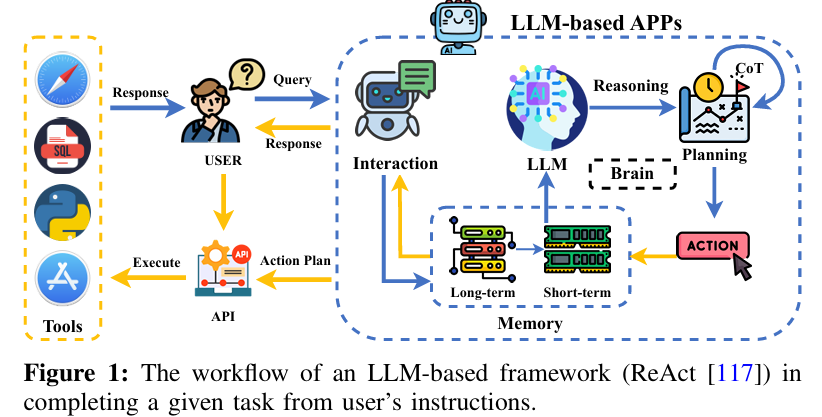 LLM-based APPs
AI
Response
Query
Response
USER
?
SQL
Tools
Execute
API
API
Action Plan
Interaction
AI
LLM
Reasoning
CoT
Planning
Brain
ACTION
Long-term
Short-term
Memory
Figure 1: The workflow of an LLM-based framework (ReAct [117]) in
completing a given task from user's instructions.